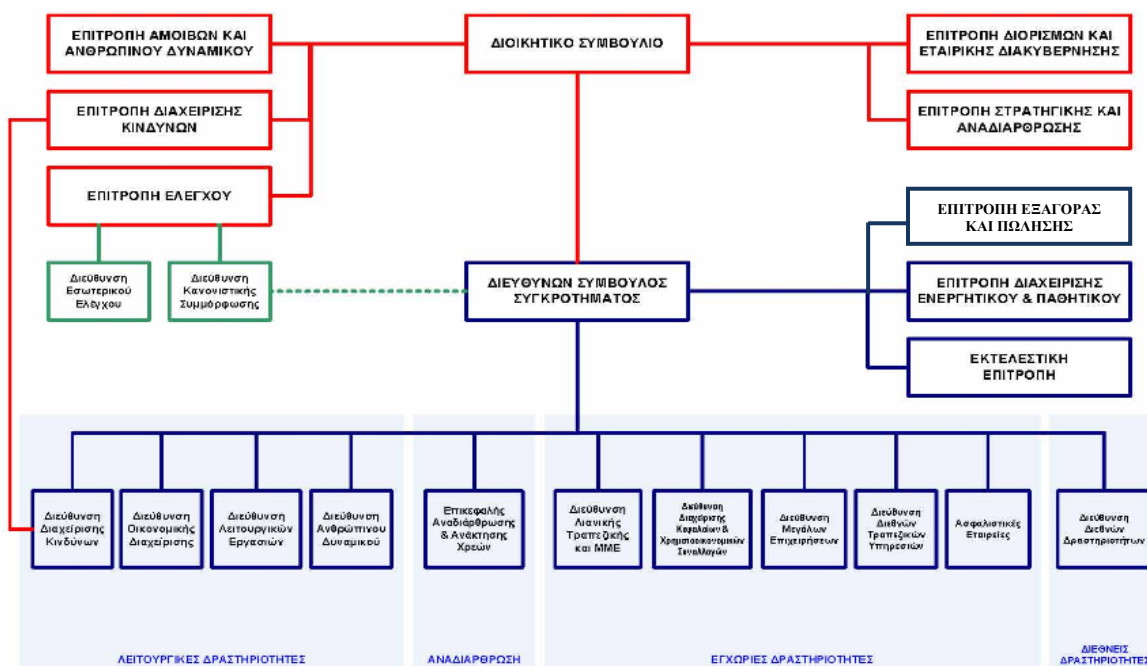 ΕΠΙΤΡΟΠΗ ΑΜΟΙΒΩΝ ΚΑΙ
ΑΝΘΡΩΠΙΝΟΥ ΔΥΝΑΜΙΚΟΥ
ΔΙΟΙΚΗΤΙΚΟ ΣΥΜΒΟΥΛΙΟ
ΕΠΙΤΡΟΠΗ ΔΙΟΡΙΣΜΩΝ ΚΑΙ
ΕΤΑΙΡΙΚΗΣ ΔΙΑΚΥΒΕΡΝΗΣΗΣ
ΕΠΙΤΡΟΠΗ ΔΙΑΧΕΙΡΙΣΗΣ
ΚΙΝΔΥΝΩΝ
ΕΠΙΤΡΟΠΗ ΣΤΡΑΤΗΓΙΚΗΣ ΚΑΙ
ΑΝΑΔΙΑΡΘΡΩΣΗΣ
ΕΠΙΤΡΟΠΗ ΕΛΕΓΧΟΥ
ΕΠΙΤΡΟΠΗ ΕΞΑΓΟΡΑΣ
ΚΑΙ ΠΩΛΗΣΗΣ
Διεύθυνση
Εσωτερικού
Ελέγχου
Διεύθυνση
Κανονιστικής
Συμμόρφωσης
ΔΙΕΥΘΥΝΩΝ ΣΥΜΒΟΥΛΟΣ
ΣΥΓΚΡΟΤΗΜΑΤΟΣ
ΕΠΙΤΡΟΠΗ ΔΙΑΧΕΙΡΙΣΗΣ
ΕΝΕΡΓΗΤΙΚΟΥ & ΠΑΘΗΤΙΚΟΥ
ΕΚΤΕΛΕΣΤΙΚΗ
ΕΠΙΤΡΟΠΗ
Διεύθυνση
Διαχείρισης
Κινδύνων
Διεύθυνση
Οικονομικής
Διαχείρισης
Διεύθυνση
Λειτουργικών
Εργασιών
Διεύθυνση
Ανθρώπινου
Δυναμικού
Επικεφαλής
Αναδιάρθρωσης
& Ανάκτησης
Χρεών
Διεύθυνση
Λιανικής
Τραπεζικής
και ΜΜΕ
Διεύθυνση
Διαχείρισης
Κεφαλαίων &
Χρηματοοικονομικών
Συναλλαγών
Διεύθυνση
Μεγάλων
Επιχειρήσεων
Διεύθυνση
Διεθνών
Τραπεζικών
Υπηρεσιών
Ασφαλιστικές
Εταιρείες
Διεύθυνση
Διεθνών
Δραστηριοτήτων
ΛΕΙΤΟΥΡΓΙΚΕΣ ΔΡΑΣΤΗΡΙΟΤΗΤΕΣ
ΑΝΑΔΙΑΡΘΡΩΣΗ
ΕΓΧΩΡΙΕΣ ΔΡΑΣΤΗΡΙΟΤΗΤΕΣ
ΔΙΕΘΝΕΙΣ
ΔΡΑΣΤΗΡΙΟΤΗΤΕΣ